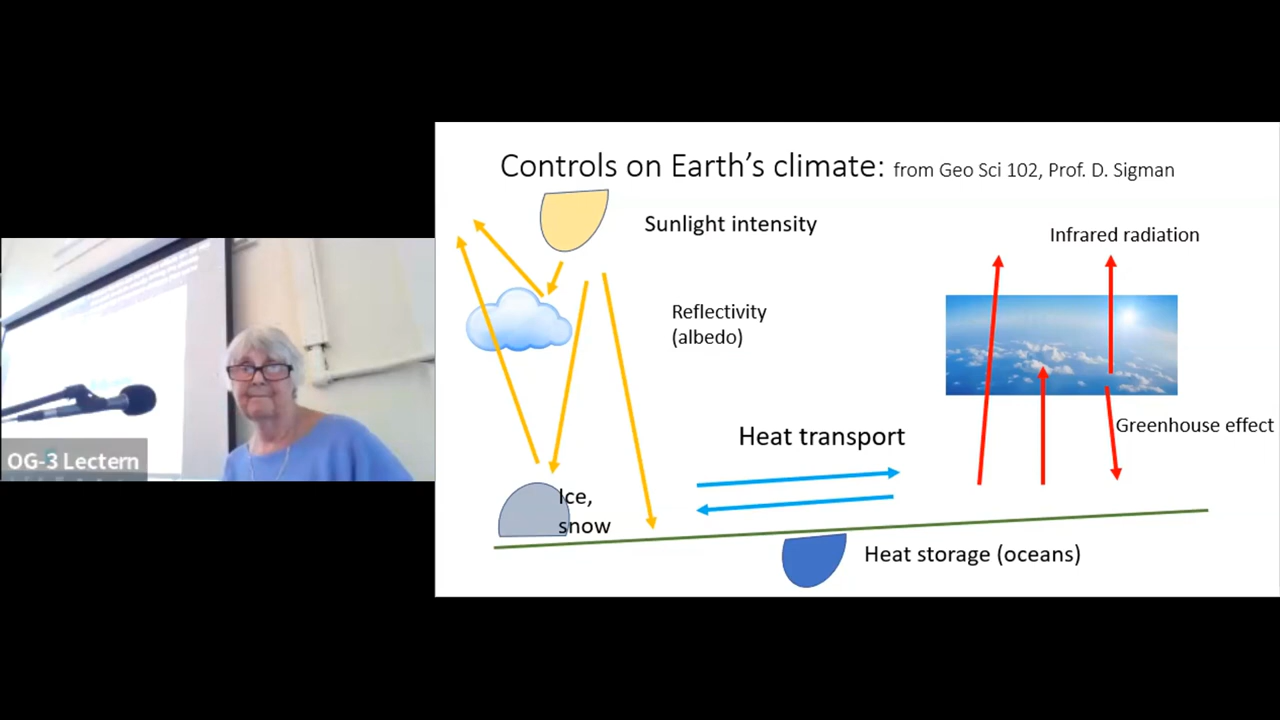 Controls on Earth's climate: from Geo Sci 102, Prof. D. Sigman
Sunlight intensity
Infrared radiation
Reflectivity
(albedo)
Greenhouse effect
Heat transport
OG-3 Lectern
Ice,
snow
Heat storage (oceans)